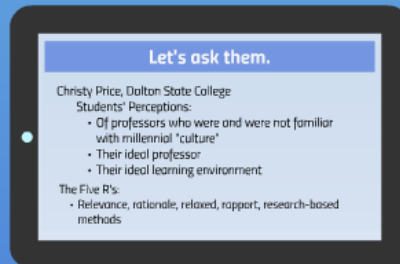 Let's ask them.
Christy Price, Dalton State College
Students' Perceptions:
• Of professors who were and were not familiar
with millennial "culture"
• Their ideal professor
• Their ideal learning environment
The Five R's:
• Relevance, rationale, relaxed, rapport, research-based
methods